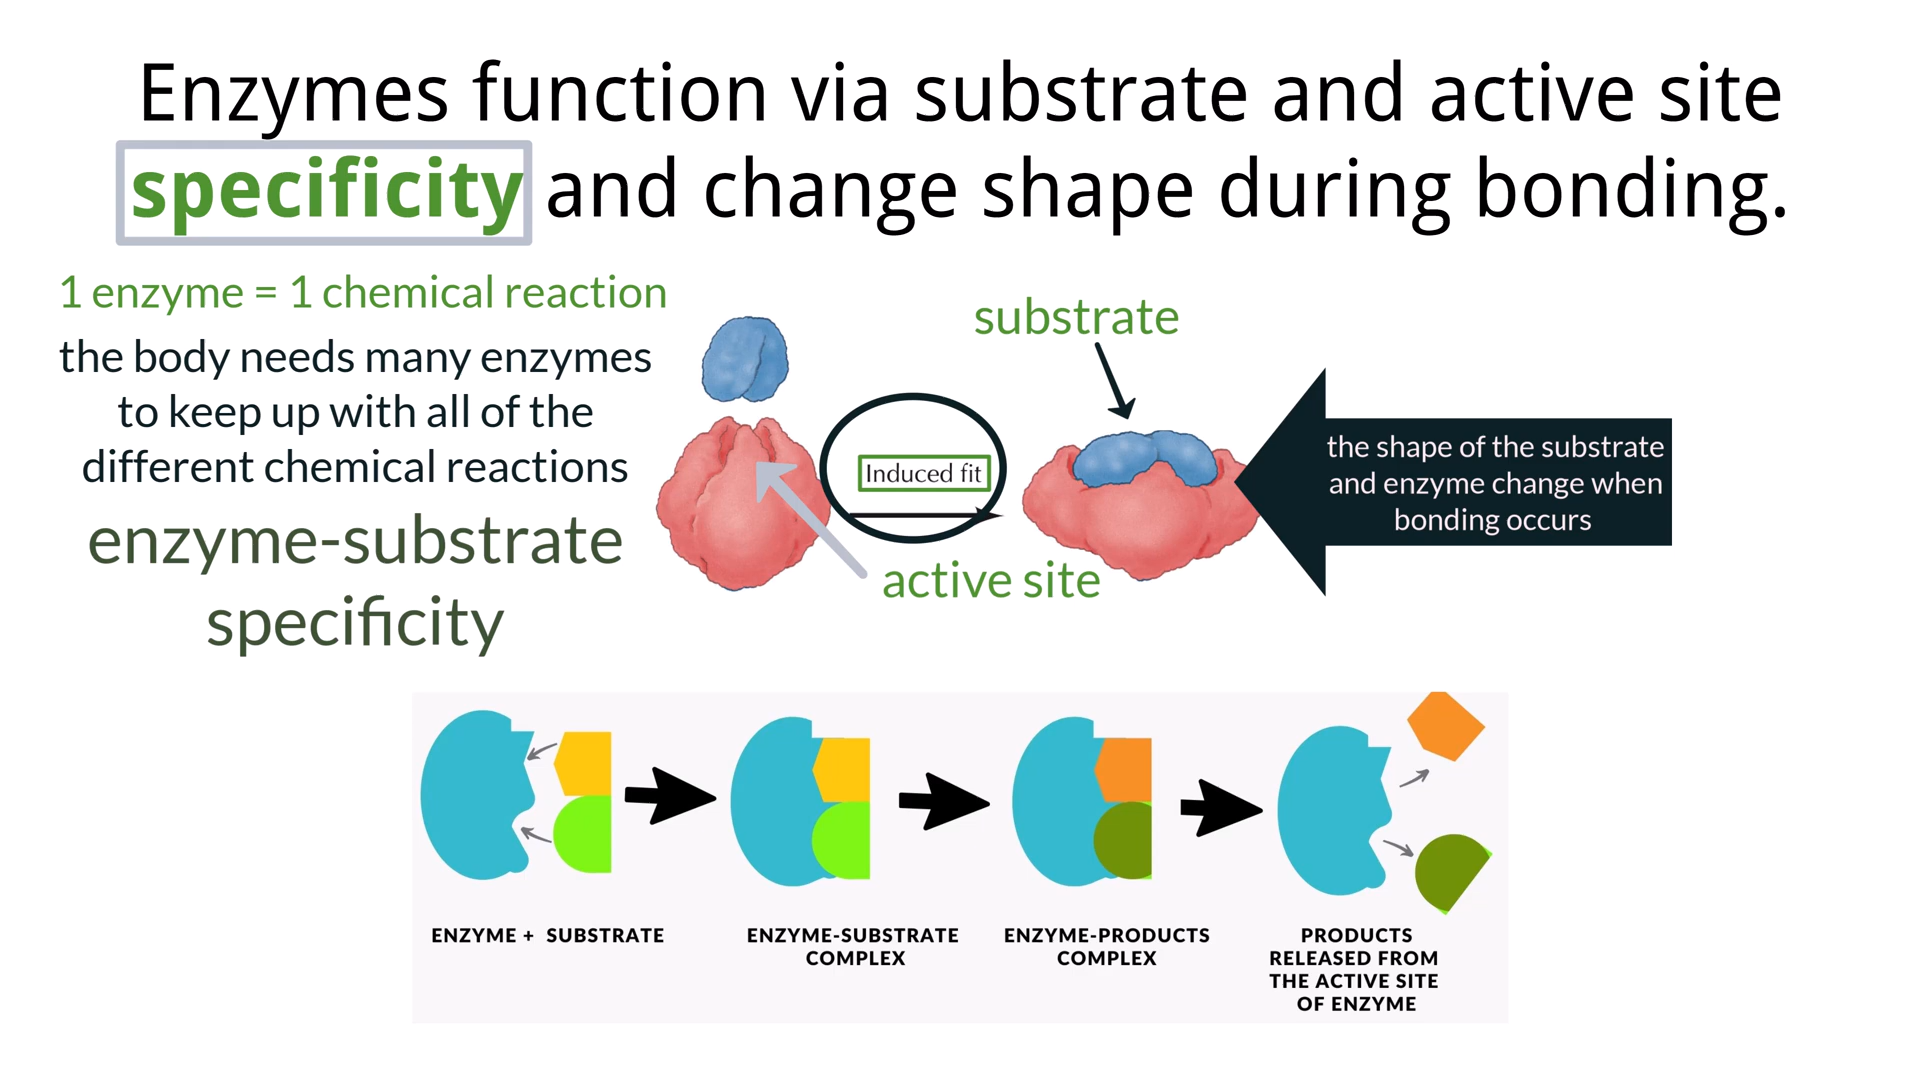 Enzymes function via substrate and active site
specificity and change shape during bonding.
1 enzyme = 1 chemical reaction
the body needs many enzymes
to keep up with all of the
different chemical reactions
enzyme-substrate
specificity
substrate
Induced fit
active site
the shape of the substrate
and enzyme change when
bonding occurs
ENZYME + SUBSTRATE
ENZYME-SUBSTRATE
COMPLEX
ENZYME-PRODUCTS
COMPLEX
PRODUCTS
RELEASED FROM
THE ACTIVE SITE
OF ENZYME